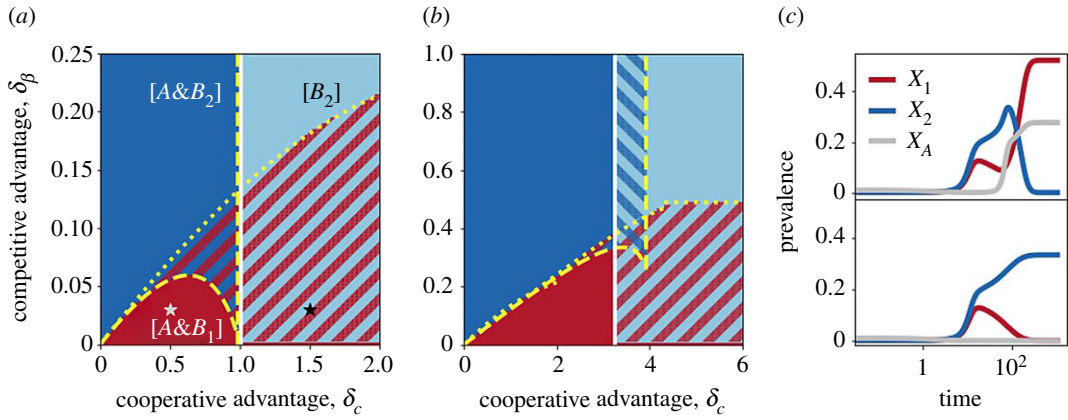 (a) (b) (c)
competitive advantage, δβ
0.25
0.20
0.15
0.10
0.05
0
[A&B2]
[B2]
[A&B1]
0 0.5 1.0 1.5 2.0
cooperative advantage, δc
1.0
0.8
0.6
0.4
0.2
0
0 2 4 6
cooperative advantage, δc
prevalence
0.4
0.2
0
X1
X2
XA
0.4
0.2
0
1 10²
time